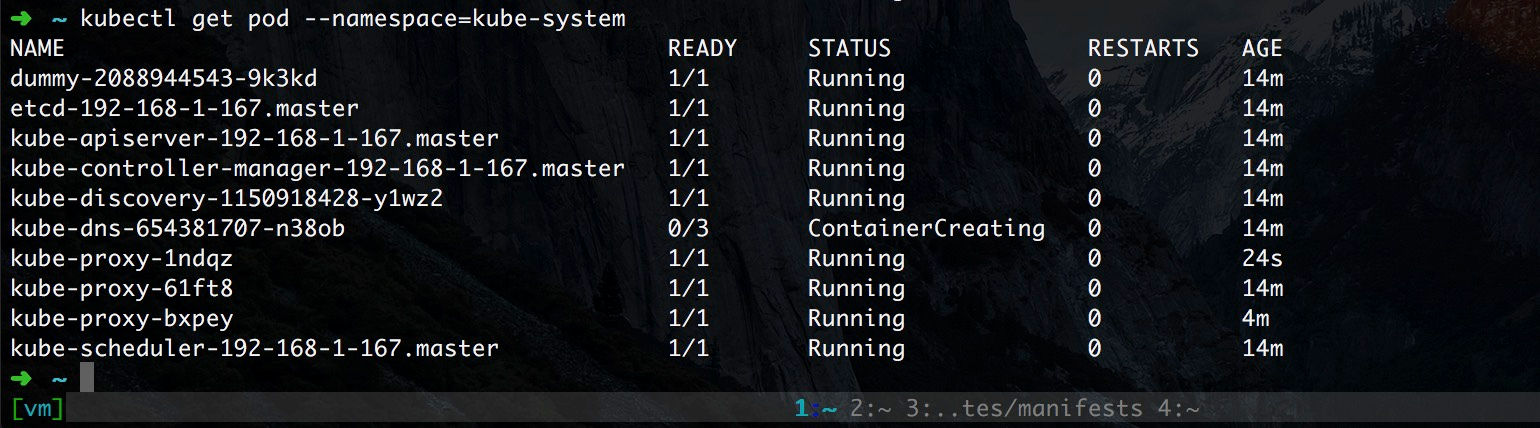 ➜ ~ kubectl get pod --namespace=kube-system
NAME READY STATUS RESTARTS AGE
dummy-2088944543-9k3kd 1/1 Running 0 14m
etcd-192-168-1-167.master 1/1 Running 0 14m
kube-apiserver-192-168-1-167.master 1/1 Running 0 14m
kube-controller-manager-192-168-1-167.master 1/1 Running 0 14m
kube-discovery-1150918428-y1wz2 1/1 Running 0 14m
kube-dns-654381707-n38ob 0/3 ContainerCreating 0 14m
kube-proxy-1ndqz 1/1 Running 0 24s
kube-proxy-61ft8 1/1 Running 0 14m
kube-proxy-bxpey 1/1 Running 0 4m
kube-scheduler-192-168-1-167.master 1/1 Running 0 14m
➜ ~
[vm] 1:~ 2:~ 3:..tes/manifests 4:~